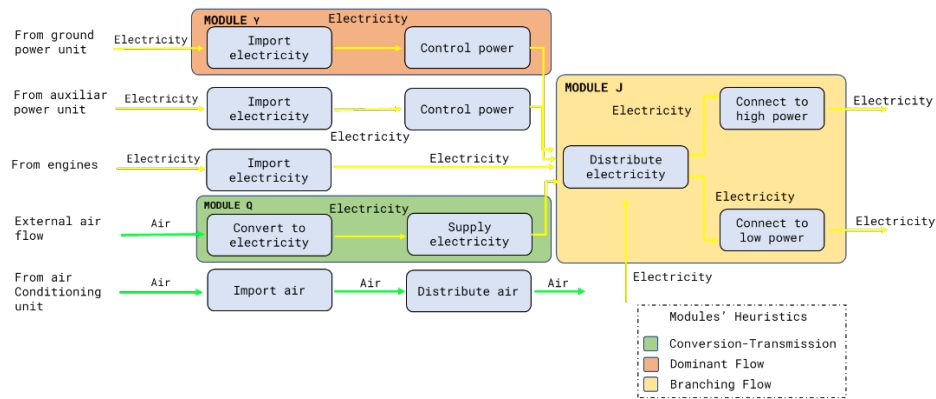 MODULE Y
Electricity
From ground
power unit
Electricity
Import
electricity
Control power
From auxiliar
power unit
Electricity
Import
electricity
Control power
Electricity
MODULE J
Electricity
Connect to
high power
Electricity
From engines
Electricity
Import
electricity
Electricity
Distribute
electricity
MODULE Q
Electricity
External air
flow
Air
Convert to
electricity
Supply
electricity
Electricity
Connect to
low power
Electricity
From air
Conditioning
unit
Air
Import air
Air
Distribute air
Air
Electricity
Modules’ Heuristics
Conversion-Transmission
Dominant Flow
Branching Flow